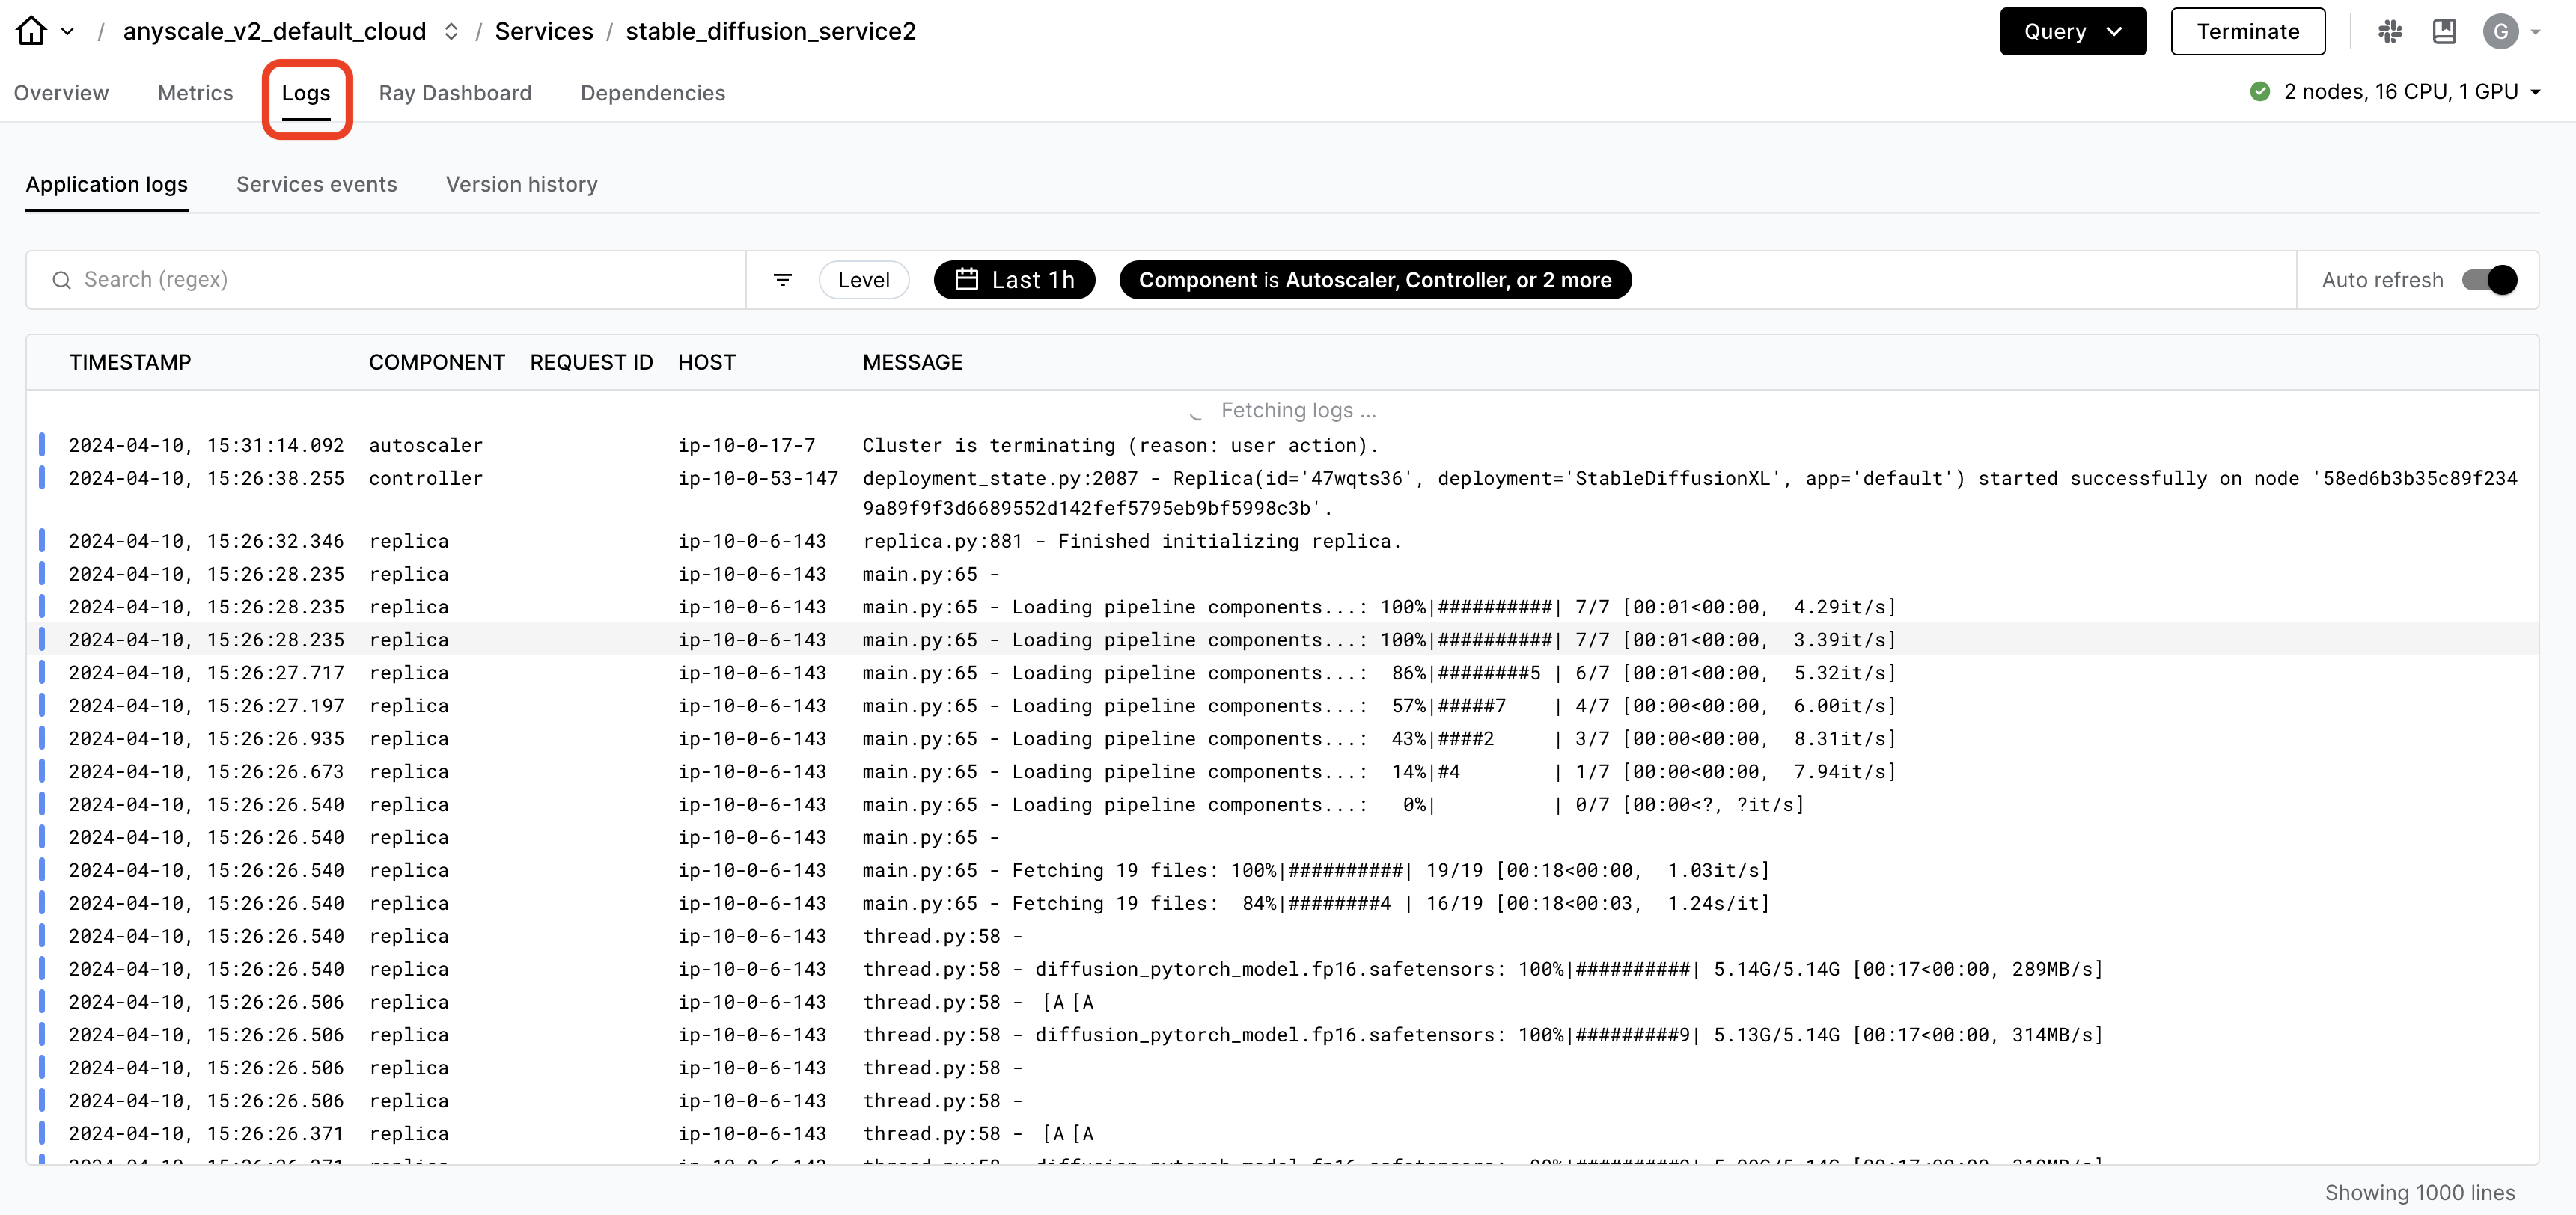 / anyscale_v2_default_cloud / Services / stable_diffusion_service2 Query Terminate G
Overview Metrics Logs Ray Dashboard Dependencies 2 nodes, 16 CPU, 1 GPU
Application logs Services events Version history
Search (regex) Level Last 1h Component is Autoscaler, Controller, or 2 more Auto refresh
TIMESTAMP COMPONENT REQUEST ID HOST MESSAGE
Fetching logs ...
2024-04-10, 15:31:14.092 autoscaler ip-10-0-17-7 Cluster is terminating (reason: user action).
2024-04-10, 15:26:38.255 controller ip-10-0-53-147 deployment_state.py:2087 - Replica(id='47wqts36', deployment='StableDiffusionXL', app='default') started successfully on node '58ed6b3b35c89f234
9a89f9f3d6689552d142fef5795eb9bf5998c3b'.
2024-04-10, 15:26:32.346 replica ip-10-0-6-143 replica.py:881 - Finished initializing replica.
2024-04-10, 15:26:28.235 replica ip-10-0-6-143 main.py:65 -
2024-04-10, 15:26:28.235 replica ip-10-0-6-143 main.py:65 - Loading pipeline components...: 100%|##########| 7/7 [00:01<00:00,  4.29it/s]
2024-04-10, 15:26:28.235 replica ip-10-0-6-143 main.py:65 - Loading pipeline components...: 100%|##########| 7/7 [00:01<00:00,  3.39it/s]
2024-04-10, 15:26:27.717 replica ip-10-0-6-143 main.py:65 - Loading pipeline components...:  86%|########5 | 6/7 [00:01<00:00,  5.32it/s]
2024-04-10, 15:26:27.197 replica ip-10-0-6-143 main.py:65 - Loading pipeline components...:  57%|#####7    | 4/7 [00:00<00:00,  6.00it/s]
2024-04-10, 15:26:26.935 replica ip-10-0-6-143 main.py:65 - Loading pipeline components...:  43%|####2     | 3/7 [00:00<00:00,  8.31it/s]
2024-04-10, 15:26:26.673 replica ip-10-0-6-143 main.py:65 - Loading pipeline components...:  14%|#4        | 1/7 [00:00<00:00,  7.94it/s]
2024-04-10, 15:26:26.540 replica ip-10-0-6-143 main.py:65 - Loading pipeline components...:   0%|          | 0/7 [00:00<?, ?it/s]
2024-04-10, 15:26:26.540 replica ip-10-0-6-143 main.py:65 -
2024-04-10, 15:26:26.540 replica ip-10-0-6-143 main.py:65 - Fetching 19 files: 100%|##########| 19/19 [00:18<00:00,  1.03it/s]
2024-04-10, 15:26:26.540 replica ip-10-0-6-143 main.py:65 - Fetching 19 files:  84%|########4 | 16/19 [00:18<00:03,  1.24s/it]
2024-04-10, 15:26:26.540 replica ip-10-0-6-143 thread.py:58 -
2024-04-10, 15:26:26.540 replica ip-10-0-6-143 thread.py:58 - diffusion_pytorch_model.fp16.safetensors: 100%|##########| 5.14G/5.14G [00:17<00:00, 289MB/s]
2024-04-10, 15:26:26.506 replica ip-10-0-6-143 thread.py:58 - [A [A
2024-04-10, 15:26:26.506 replica ip-10-0-6-143 thread.py:58 - diffusion_pytorch_model.fp16.safetensors: 100%|#########9| 5.13G/5.14G [00:17<00:00, 314MB/s]
2024-04-10, 15:26:26.506 replica ip-10-0-6-143 thread.py:58 -
2024-04-10, 15:26:26.506 replica ip-10-0-6-143 thread.py:58 -
2024-04-10, 15:26:26.371 replica ip-10-0-6-143 thread.py:58 - [A [A
Showing 1000 lines